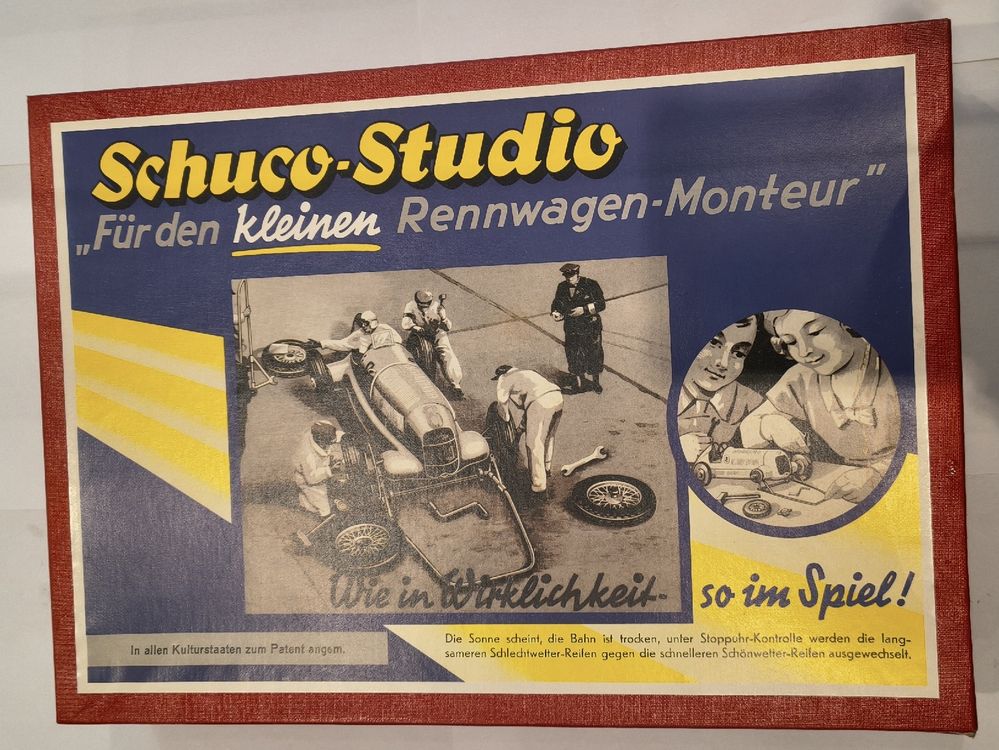 Schuco-Studio
„Für den kleinen Rennwagen-Monteur"
Wie in Wirklichkeit- so im Spiel!
In allen Kulturstaaten zum Patent angem.
Die Sonne scheint, die Bahn ist trocken, unter Stoppuhr-Kontrolle werden die lang-
sameren Schlechtwetter-Reifen gegen die schnelleren Schönwetter-Reifen ausgewechselt.